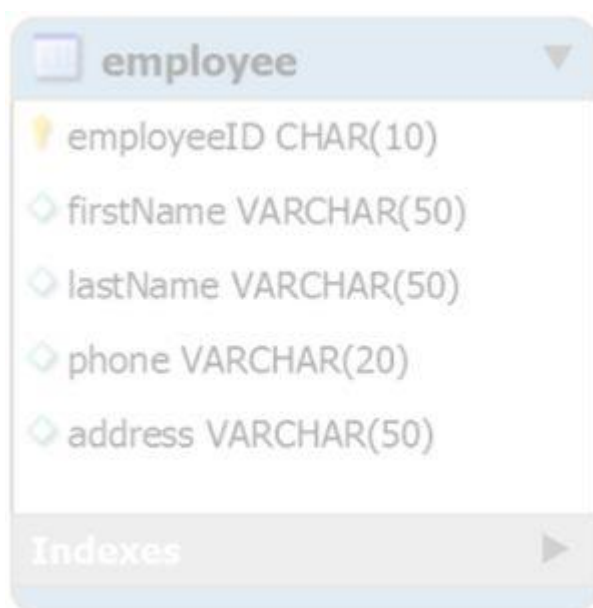 employee
employeeID CHAR(10)
firstName VARCHAR(50)
lastName VARCHAR(50)
phone VARCHAR(20)
address VARCHAR(50)
Indexes